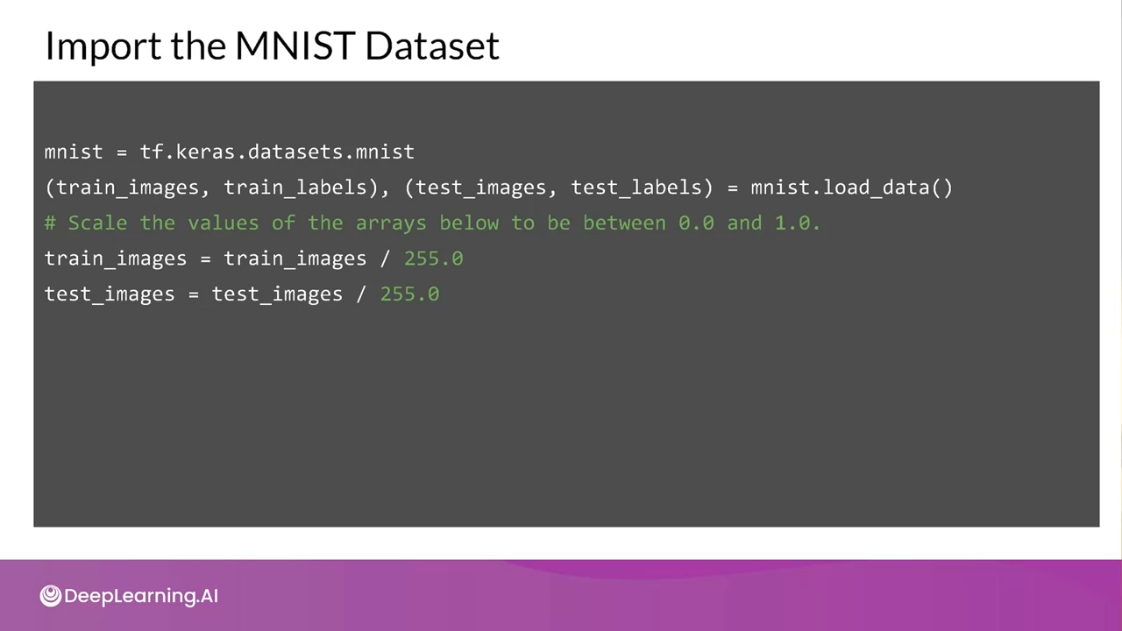 Import the MNIST Dataset
mnist = tf.keras.datasets.mnist
(train_images, train_labels), (test_images, test_labels) = mnist.load_data()
# Scale the values of the arrays below to be between 0.0 and 1.0.
train_images = train_images / 255.0
test_images = test_images / 255.0
DeepLearning.AI